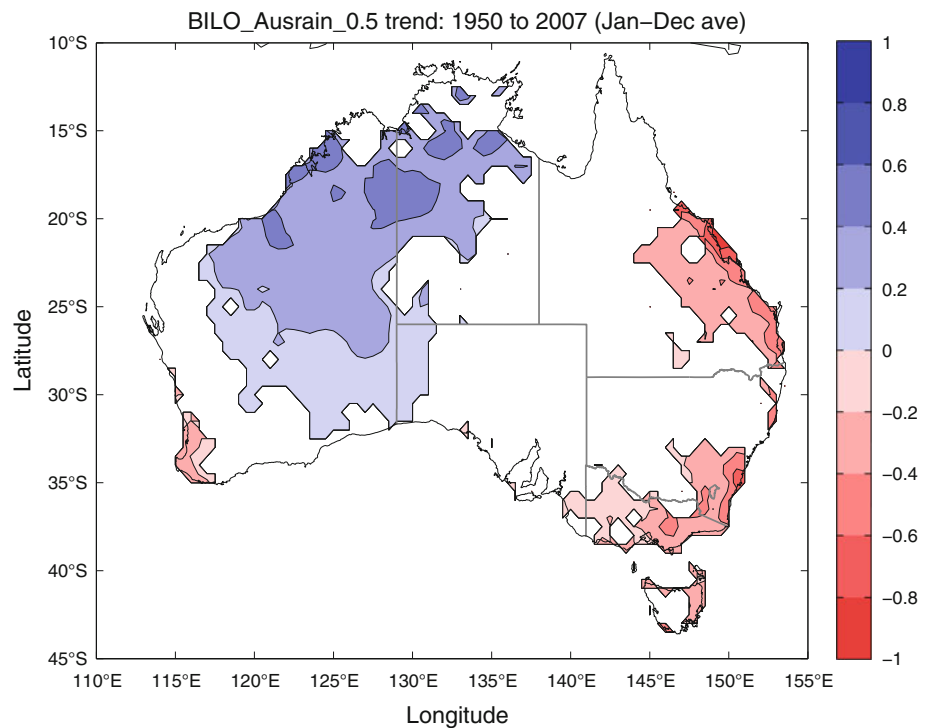 BILO_Ausrain_0.5 trend: 1950 to 2007 (Jan−Dec ave)
10°S
15°S
20°S
25°S
30°S
35°S
40°S
45°S
Latitude
110°E 115°E 120°E 125°E 130°E 135°E 140°E 145°E 150°E 155°E
Longitude
1
0.8
0.6
0.4
0.2
0
−0.2
−0.4
−0.6
−0.8
−1